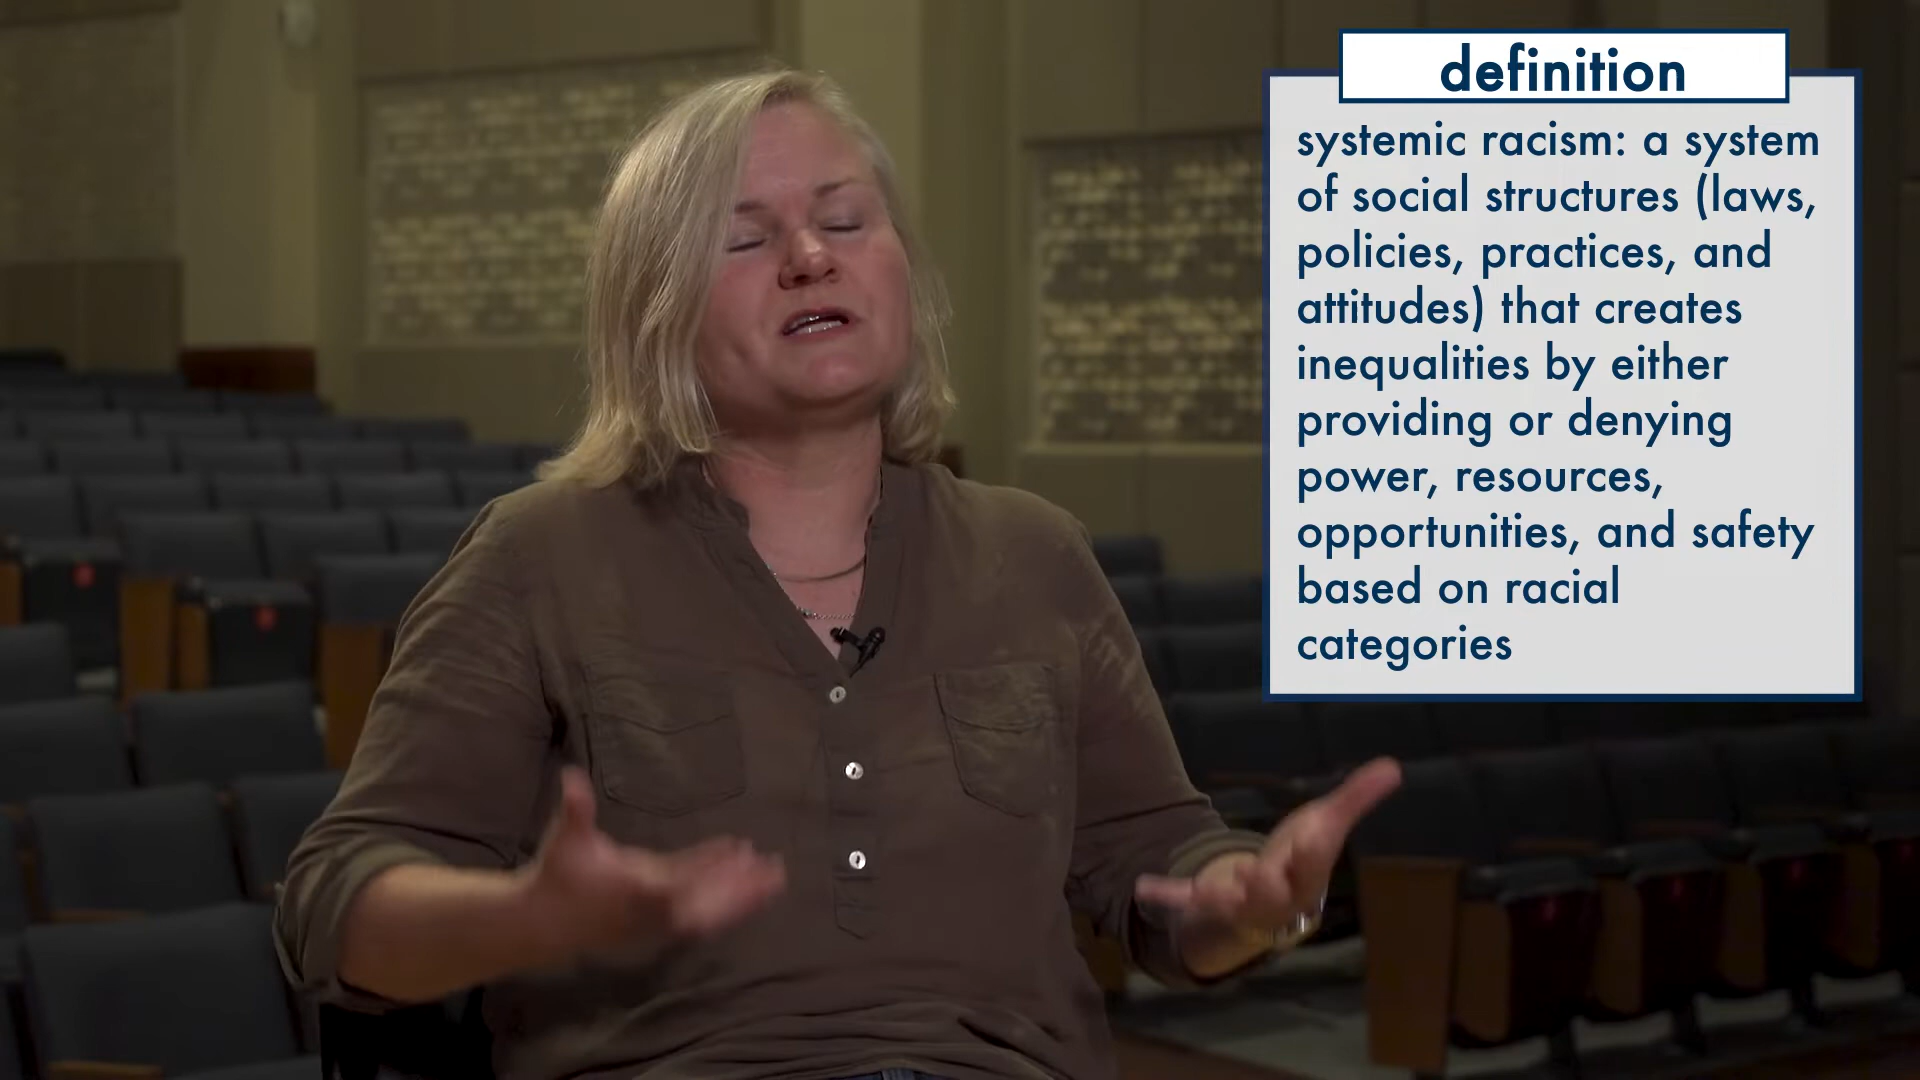 definition
systemic racism: a system
of social structures (laws,
policies, practices, and
attitudes) that creates
inequalities by either
providing or denying
power, resources,
opportunities, and safety
based on racial
categories